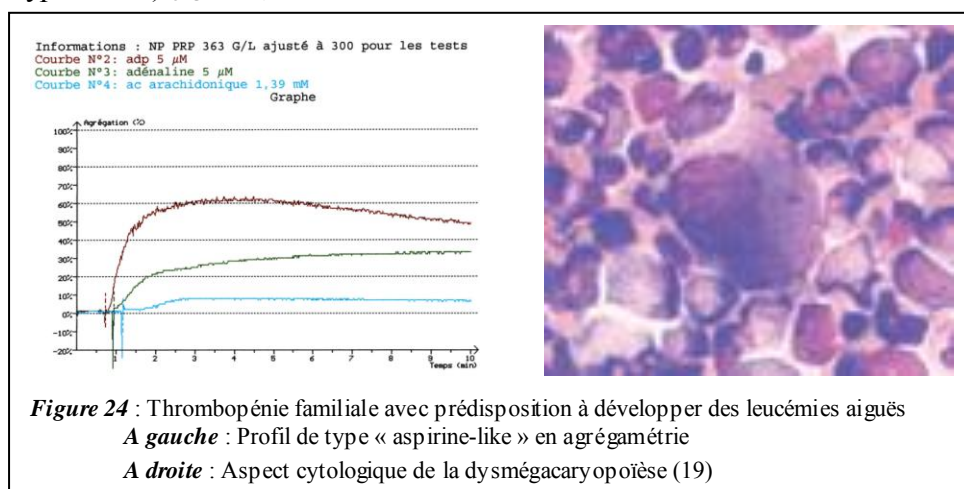 Informations : NP PRP 363 G/L ajusté à 300 pour les tests
Courbe N°2: adp 5 µM
Courbe N°3: adénaline 5 µM
Courbe N°4: ac arachidonique 1,39 mM
Graphe
Agrégation (%)
100%
90%
80%
70%
60%
50%
40%
30%
20%
10%
0%
-10%
-20%
1 2 3 4 5 6 7 8 9 10
Temps (min)
Figure 24 : Thrombopénie familiale avec prédisposition à développer des leucémies aiguës
A gauche : Profil de type « aspirine-like » en agrégamétrie
A droite : Aspect cytologique de la dysmégacaryopoïèse (19)